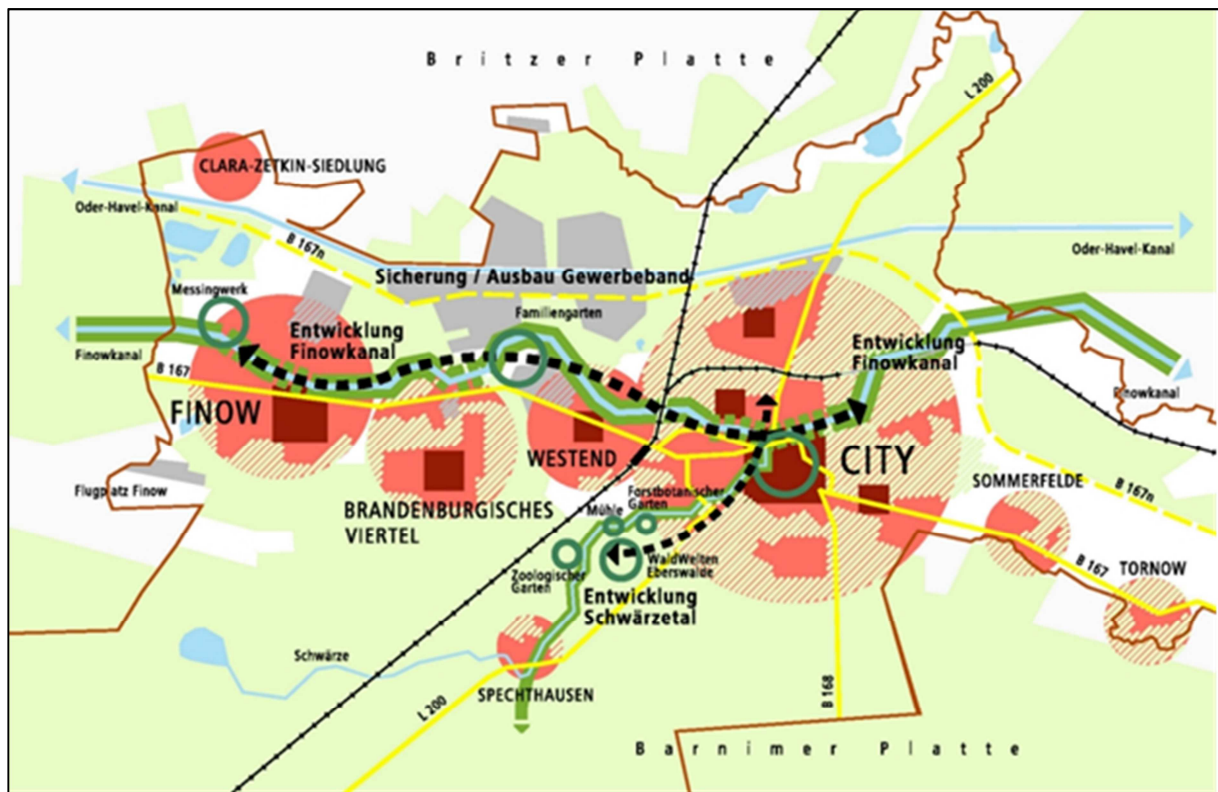 Britzer Platte
L 200
CLARA-ZETKIN-SIEDLUNG
Oder-Havel-Kanal
B 167n
Oder-Havel-Kanal
Sicherung / Ausbau Gewerbeband
Messingwerk
Familiengarten
Entwicklung
Finowkanal
Entwicklung
Finowkanal
Finowkanal
B 167
Finowkanal
FINOW
CITY
WESTEND
SOMMERFELDE
Flugplatz Finow
BRANDENBURGISCHES
VIERTEL
Forstbotanischer
Garten
Mühle
B 167n
WaldWelten
Eberswalde
Zoologischer
Garten
B 167
TORNOW
Entwicklung
Schwärzetal
Schwärze
SPECHTHAUSEN
B 168
L 200
Barnimer Platte